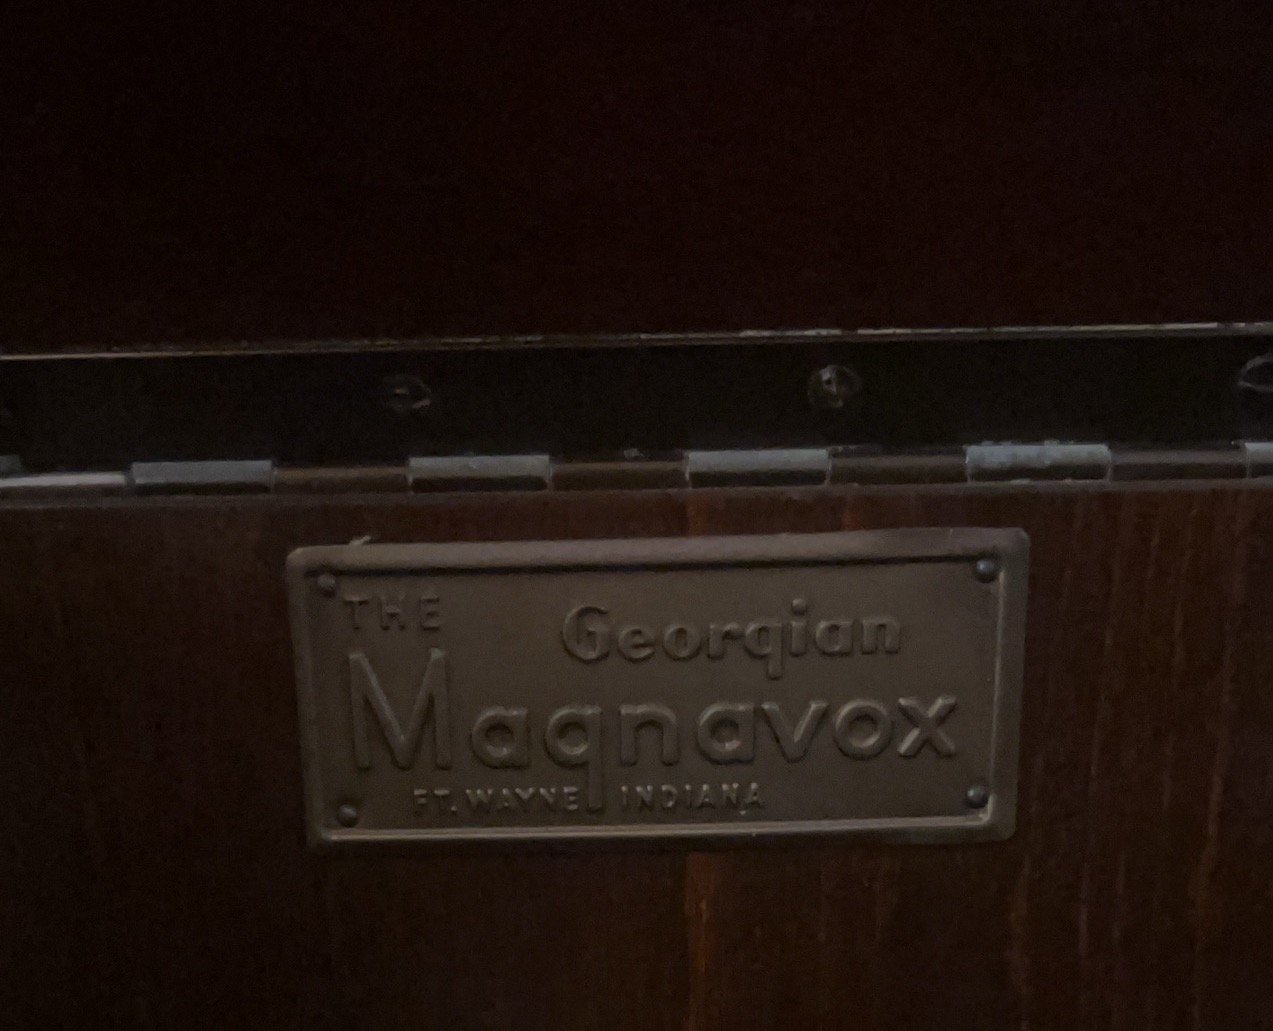 THE
Georgian
Magnavox
FT. WAYNE, INDIANA